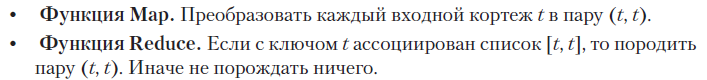 • Функция Map. Преобразовать каждый входной кортеж t в пару (t, t).
• Функция Reduce. Если с ключом t ассоциирован список [t, t], то породить
пару (t, t). Иначе не порождать ничего.